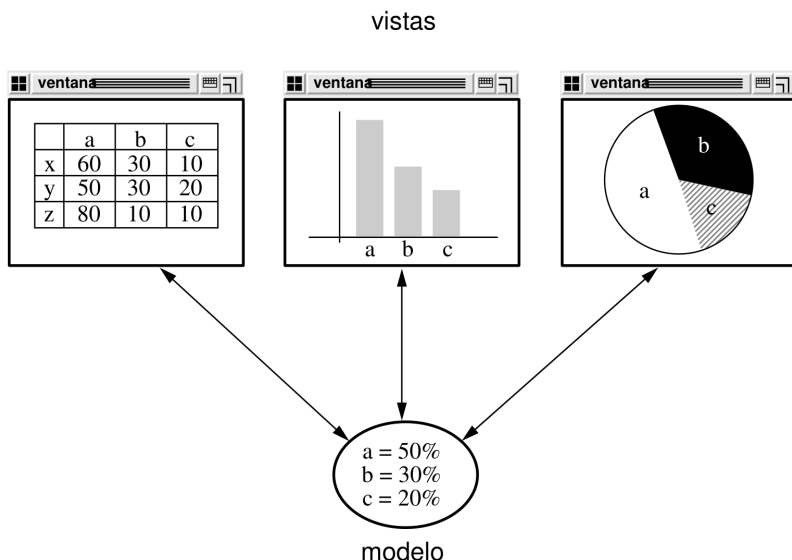 vistas
ventana
ventana
ventana
a b c
x 60 30 10
y 50 30 20
z 80 10 10
a b c
a
b
c
a = 50%
b = 30%
c = 20%
modelo